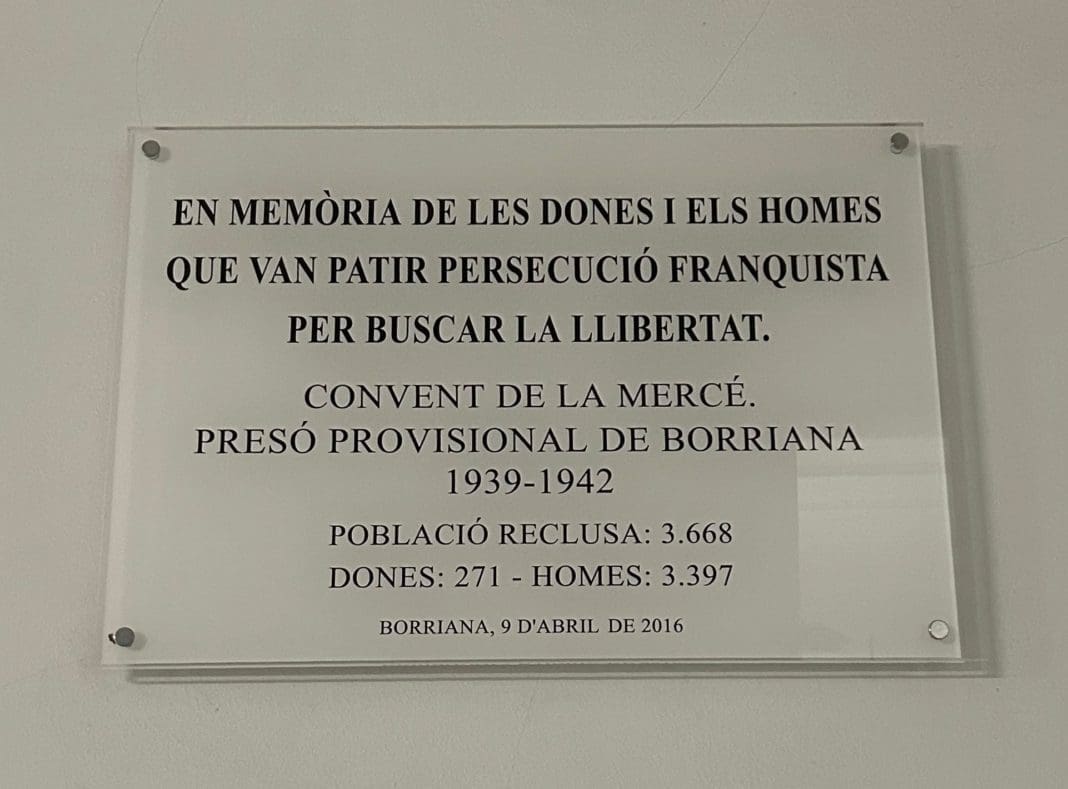 EN MEMÒRIA DE LES DONES I ELS HOMES
QUE VAN PATIR PERSECUCIÓ FRANQUISTA
PER BUSCAR LA LLIBERTAT.
CONVENT DE LA MERCÉ.
PRESÓ PROVISIONAL DE BORRIANA
1939-1942
POBLACIÓ RECLUSA: 3.668
DONES: 271 - HOMES: 3.397
BORRIANA, 9 D'ABRIL DE 2016